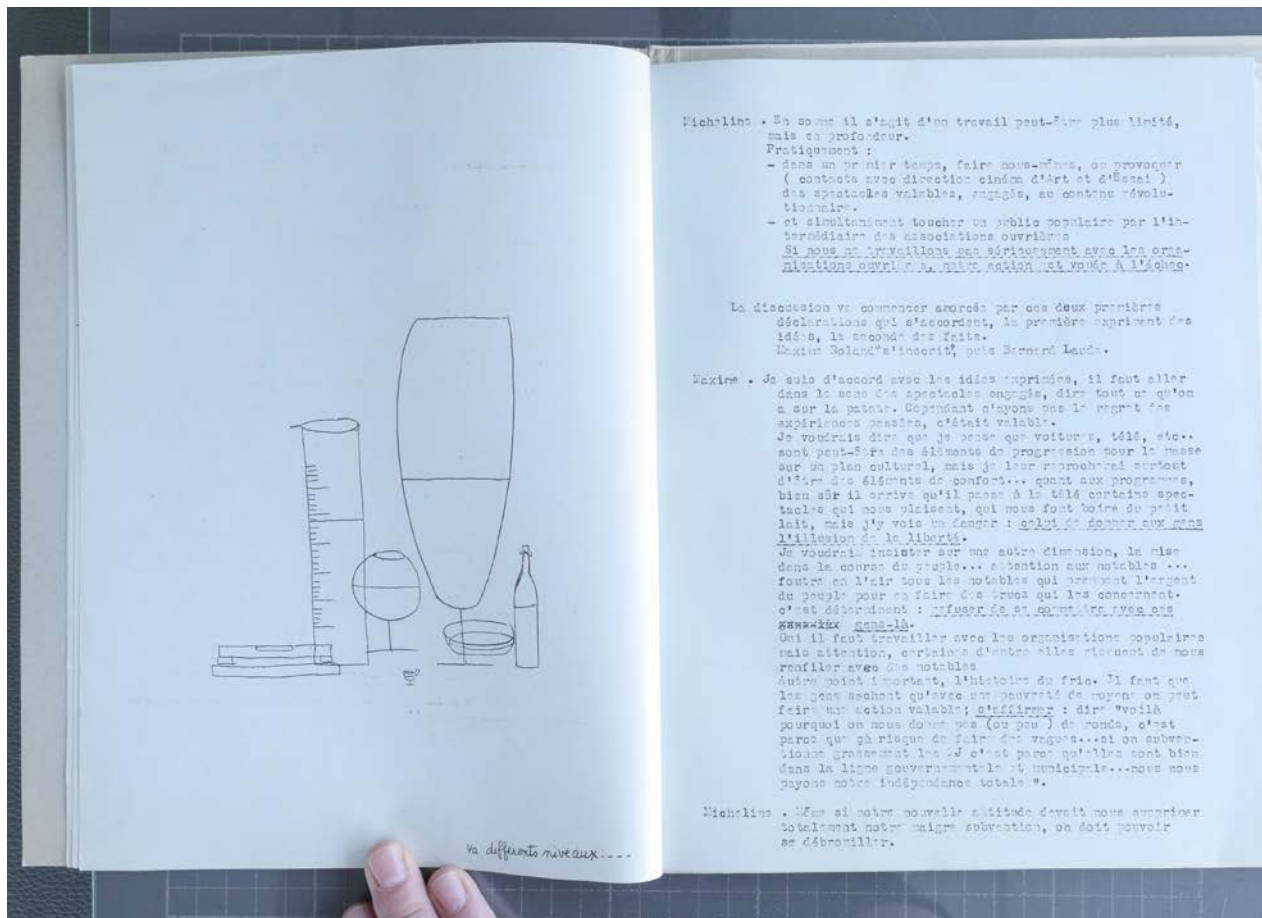 Va différents niveaux....
Micheline . En somme il s'agit d'un travail peut-être plus limité,
mais en profondeur.
Pratiquement :
- dans un premier temps, faire nous-mêmes, ou provoquer
( contacts avec direction cinéma d'Art et d'Essai )
des spectacles valables, engagés, au contenu révolu-
tionnaire.
- et simultanément toucher un public populaire par l'in-
termédiaire des associations ouvrières
Si nous ne travaillons pas sérieusement avec les orga-
nisations ouvrières, notre action est vouée à l'échec.
La discussion va commencer amorcée par ces deux premières
déclarations qui s'accordent, la première exprimant des
idées, la seconde des faits.
Maxime Roland "s'inscrit", puis Bernard Lauda.
Maxime . Je suis d'accord avec les idées exprimées, il faut aller
dans le sens des spectacles engagés, dire tout ce qu'on
a sur la patate. Cependant n'ayons pas le regret des
expériences passées, c'était valable.
Je voudrais dire que je pense que voitures, télé, etc..
sont peut-être des éléments de progression pour la masse
sur un plan culturel, mais je leur reprocherai surtout
d'être des éléments de confort... quant aux programmes,
bien sûr il arrive qu'il passe à la télé certains spec-
tacles qui nous plaisent, qui nous font boire du petit
lait, mais j'y vois un danger : celui de donner aux gens
l'illusion de la liberté.
Je voudrais insister sur une autre dimension, la mise
dans la course du peuple... attention aux notables ...
foutre en l'air tous les notables qui prennent l'argent
du peuple pour en faire des trucs qui les concernent.
c'est déterminant : refuser de se connaître avec ces
gens-là.
Oui il faut travailler avec les organisations populaires
mais attention, certaines d'entre elles risquent de nous
renfiler avec des notables
Autre point important, l'histoire du fric. Il faut que
les gens sachent qu'avec une pauvreté de moyens on peut
faire une action valable; s'affirmer : dire "voilà
pourquoi on nous donne pas (ou peu ) de ronds, c'est
parce que çà risque de faire des vagues...si on subven-
tionne grassement les J c'est parce qu'elles sont bien
dans la ligne gouvernementale et municipale...nous nous
payons notre indépendance totale ".
Micheline . Même si notre nouvelle attitude devait nous supprimer
totalement notre maigre subvention, on doit pouvoir
se débrouiller.